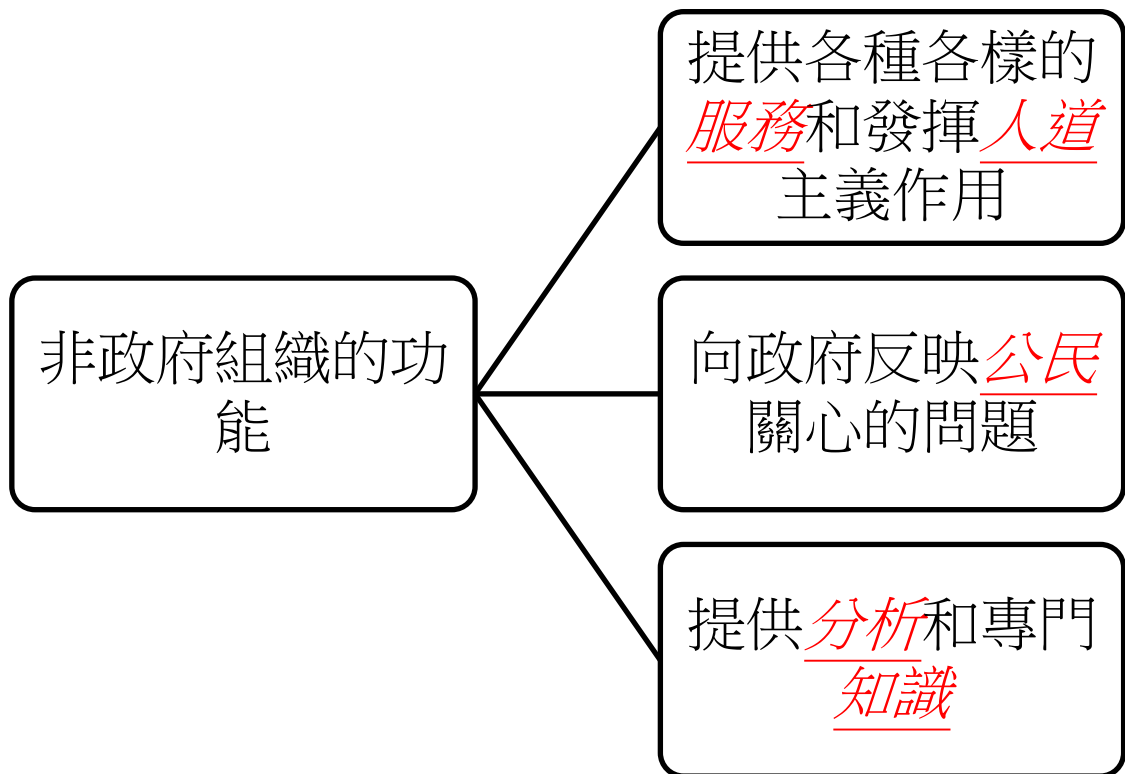 提供各種各樣的
服務和發揮人道
主義作用
非政府組織的功
能
向政府反映公民
關心的問題
提供分析和專門
知識